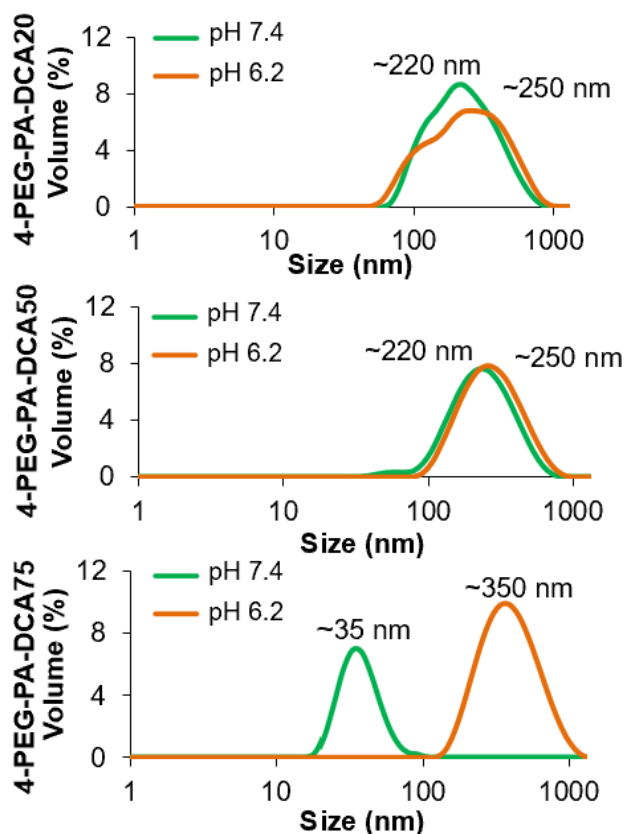 4-PEG-PA-DCA20
Volume (%)
12
8
4
0
pH 7.4
pH 6.2
~220 nm
~250 nm
1
10
100
1000
Size (nm)
4-PEG-PA-DCA50
Volume (%)
12
8
4
0
pH 7.4
pH 6.2
~220 nm
~250 nm
1
10
100
1000
Size (nm)
4-PEG-PA-DCA75
Volume (%)
12
8
4
0
pH 7.4
pH 6.2
~35 nm
~350 nm
1
10
100
1000
Size (nm)